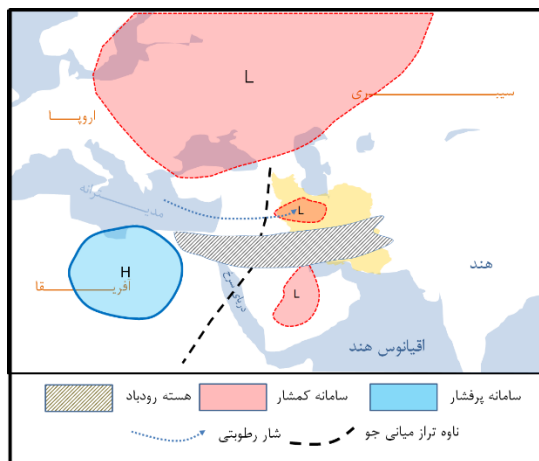 L
سیبری
اروپا
مدیترانه
L
H
آفریقا
دریای سرخ
L
هند
اقیانوس هند
سامانه پرفشار
سامانه کمشار
هسته رودباد
ناوه تراز میانی جو
شار رطوبتی